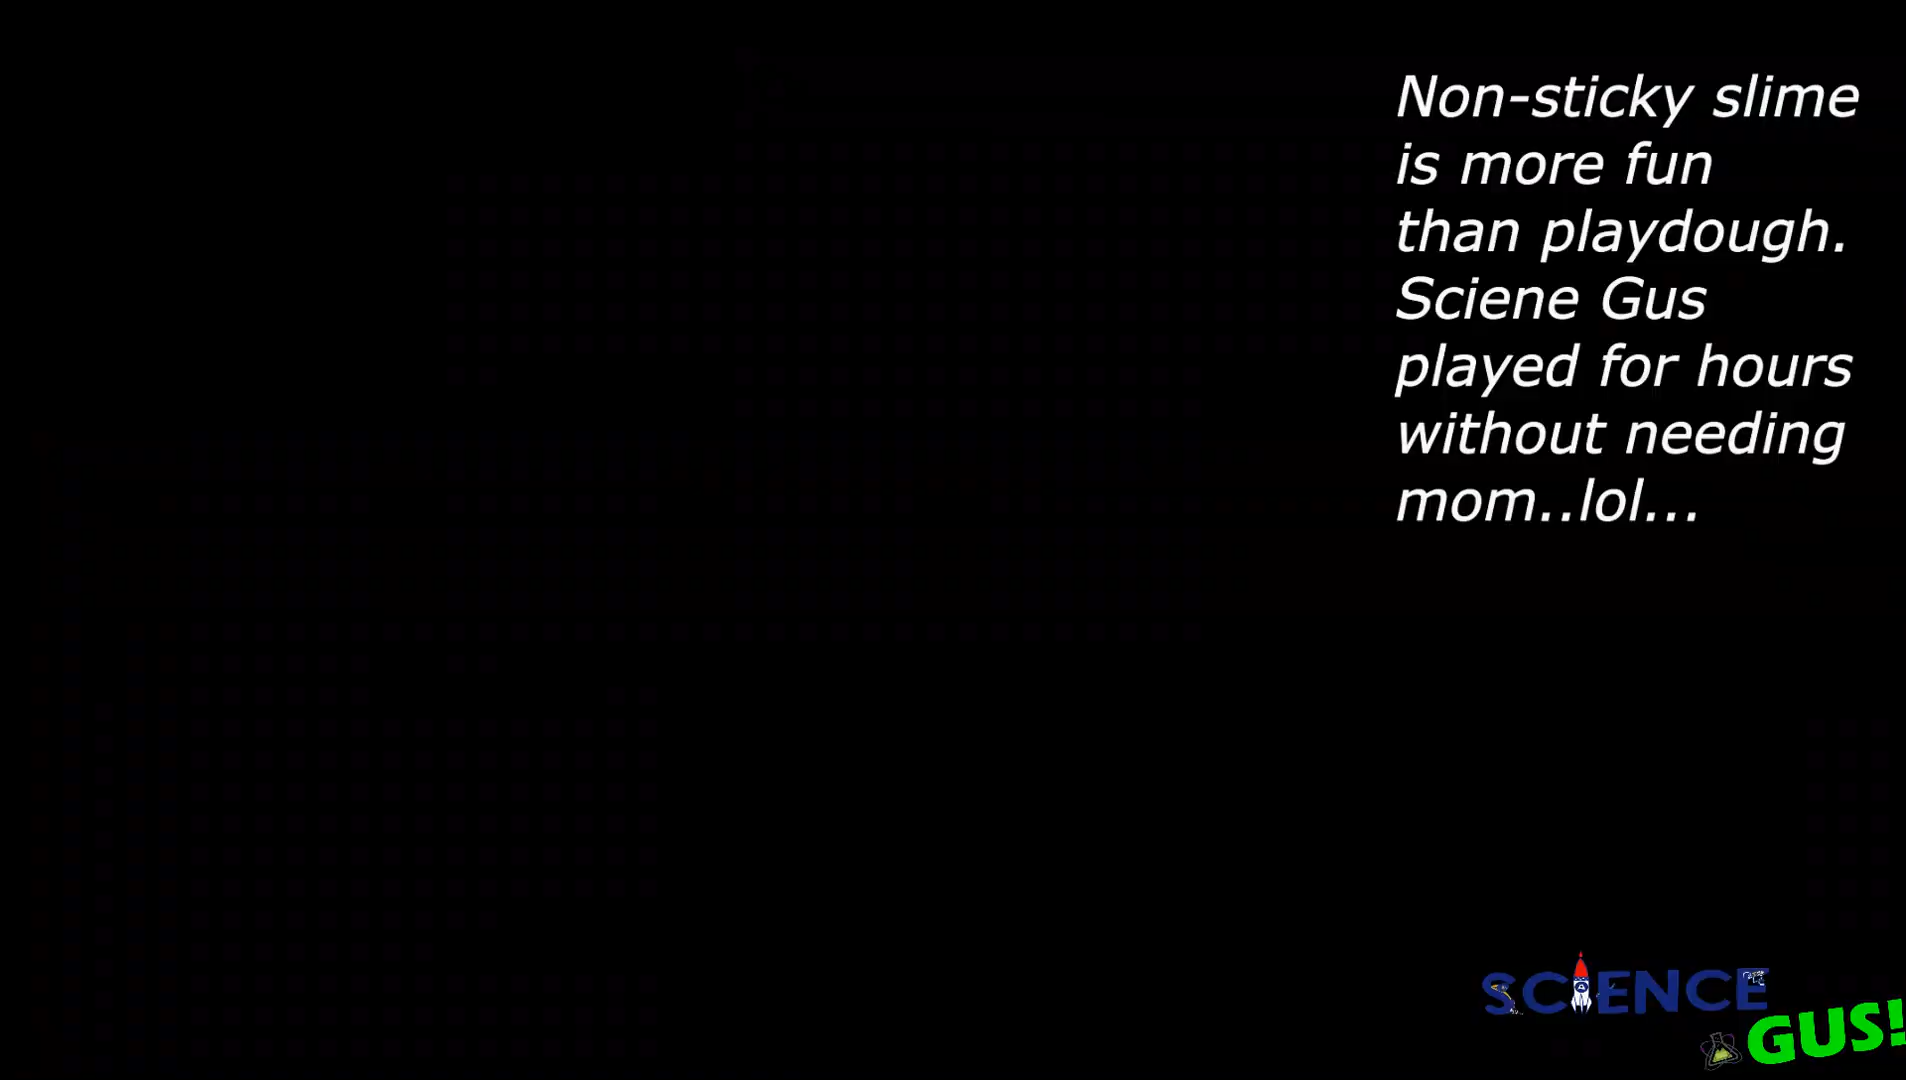 Non-sticky slime
is more fun
than playdough.
Sciene Gus
played for hours
without needing
mom..lol...
SCIENCE
GUS!